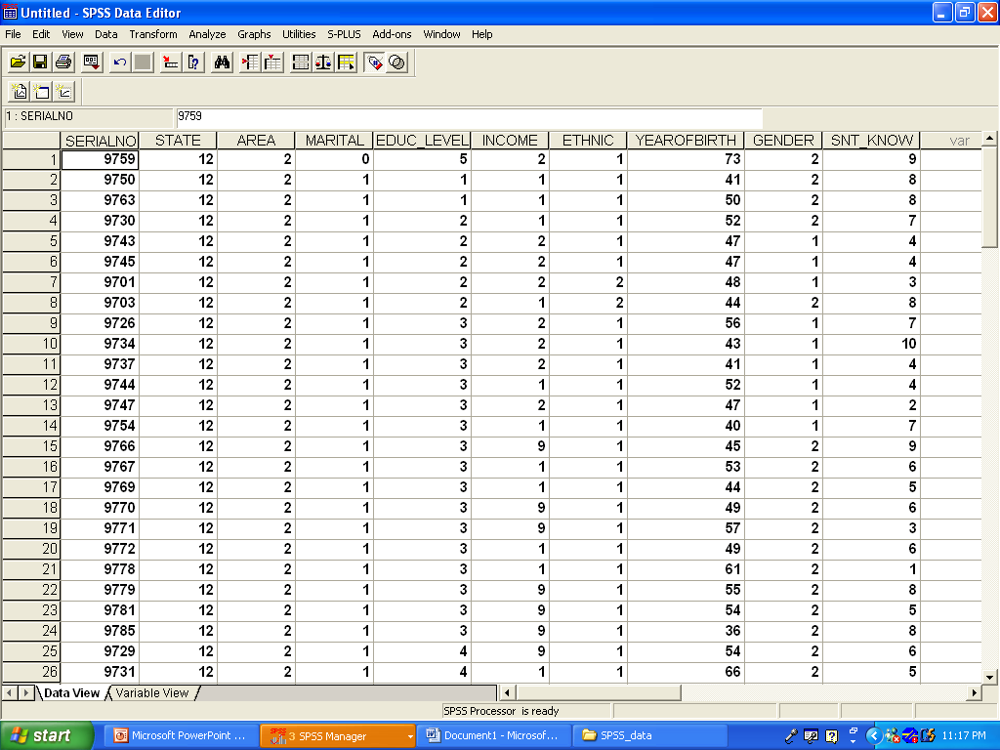 Untitled - SPSS Data Editor
File Edit View Data Transform Analyze Graphs Utilities S-PLUS Add-ons Window Help
1 : SERIALNO 9759
SERIALNO STATE AREA MARITAL EDUC_LEVEL INCOME ETHNIC YEAROFBIRTH GENDER SNT_KNOW var
1 9759 12 2 0 5 2 1 73 2 9
2 9750 12 2 1 1 1 1 41 2 8
3 9763 12 2 1 1 1 1 50 2 8
4 9730 12 2 1 2 1 1 52 2 7
5 9743 12 2 1 2 2 1 47 1 4
6 9745 12 2 1 2 2 1 47 1 4
7 9701 12 2 1 2 2 2 48 1 3
8 9703 12 2 1 2 1 2 44 2 8
9 9726 12 2 1 3 2 1 56 1 7
10 9734 12 2 1 3 2 1 43 1 10
11 9737 12 2 1 3 2 1 41 1 4
12 9744 12 2 1 3 1 1 52 1 4
13 9747 12 2 1 3 2 1 47 1 2
14 9754 12 2 1 3 1 1 40 1 7
15 9766 12 2 1 3 9 1 45 2 9
16 9767 12 2 1 3 1 1 53 2 6
17 9769 12 2 1 3 1 1 44 2 5
18 9770 12 2 1 3 9 1 49 2 6
19 9771 12 2 1 3 9 1 57 2 3
20 9772 12 2 1 3 1 1 49 2 6
21 9778 12 2 1 3 1 1 61 2 1
22 9779 12 2 1 3 9 1 55 2 8
23 9781 12 2 1 3 9 1 54 2 5
24 9785 12 2 1 3 9 1 36 2 8
25 9729 12 2 1 4 9 1 54 2 6
26 9731 12 2 1 4 1 1 66 2 5
Data View Variable View
SPSS Processor is ready
start Microsoft PowerPoint ... 3 SPSS Manager Document1 - Microsof... SPSS_data 11:17 PM